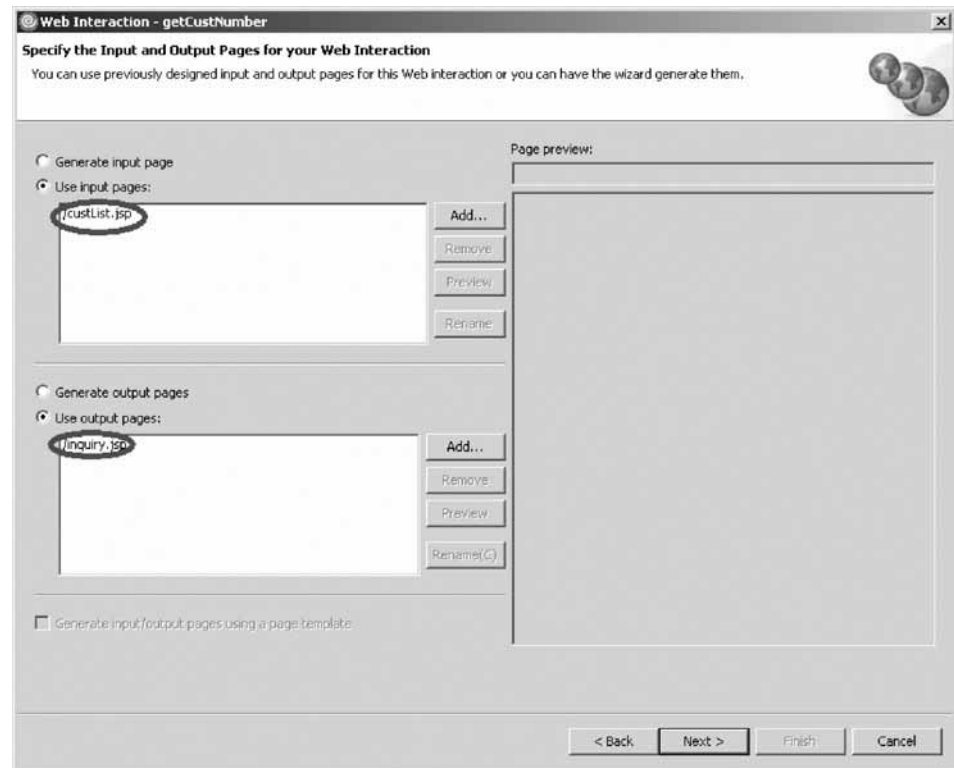 Web Interaction - getCustNumber
Specify the Input and Output Pages for your Web Interaction
You can use previously designed input and output pages for this Web interaction or you can have the wizard generate them.
Generate input page
Use input pages:
/custList.jsp
Add...
Remove
Preview
Rename
Page preview:
Generate output pages
Use output pages:
/inquiry.jsp
Add...
Remove
Preview
Rename(G)
Generate input/output pages using a page template
< Back
Next >
Finish
Cancel